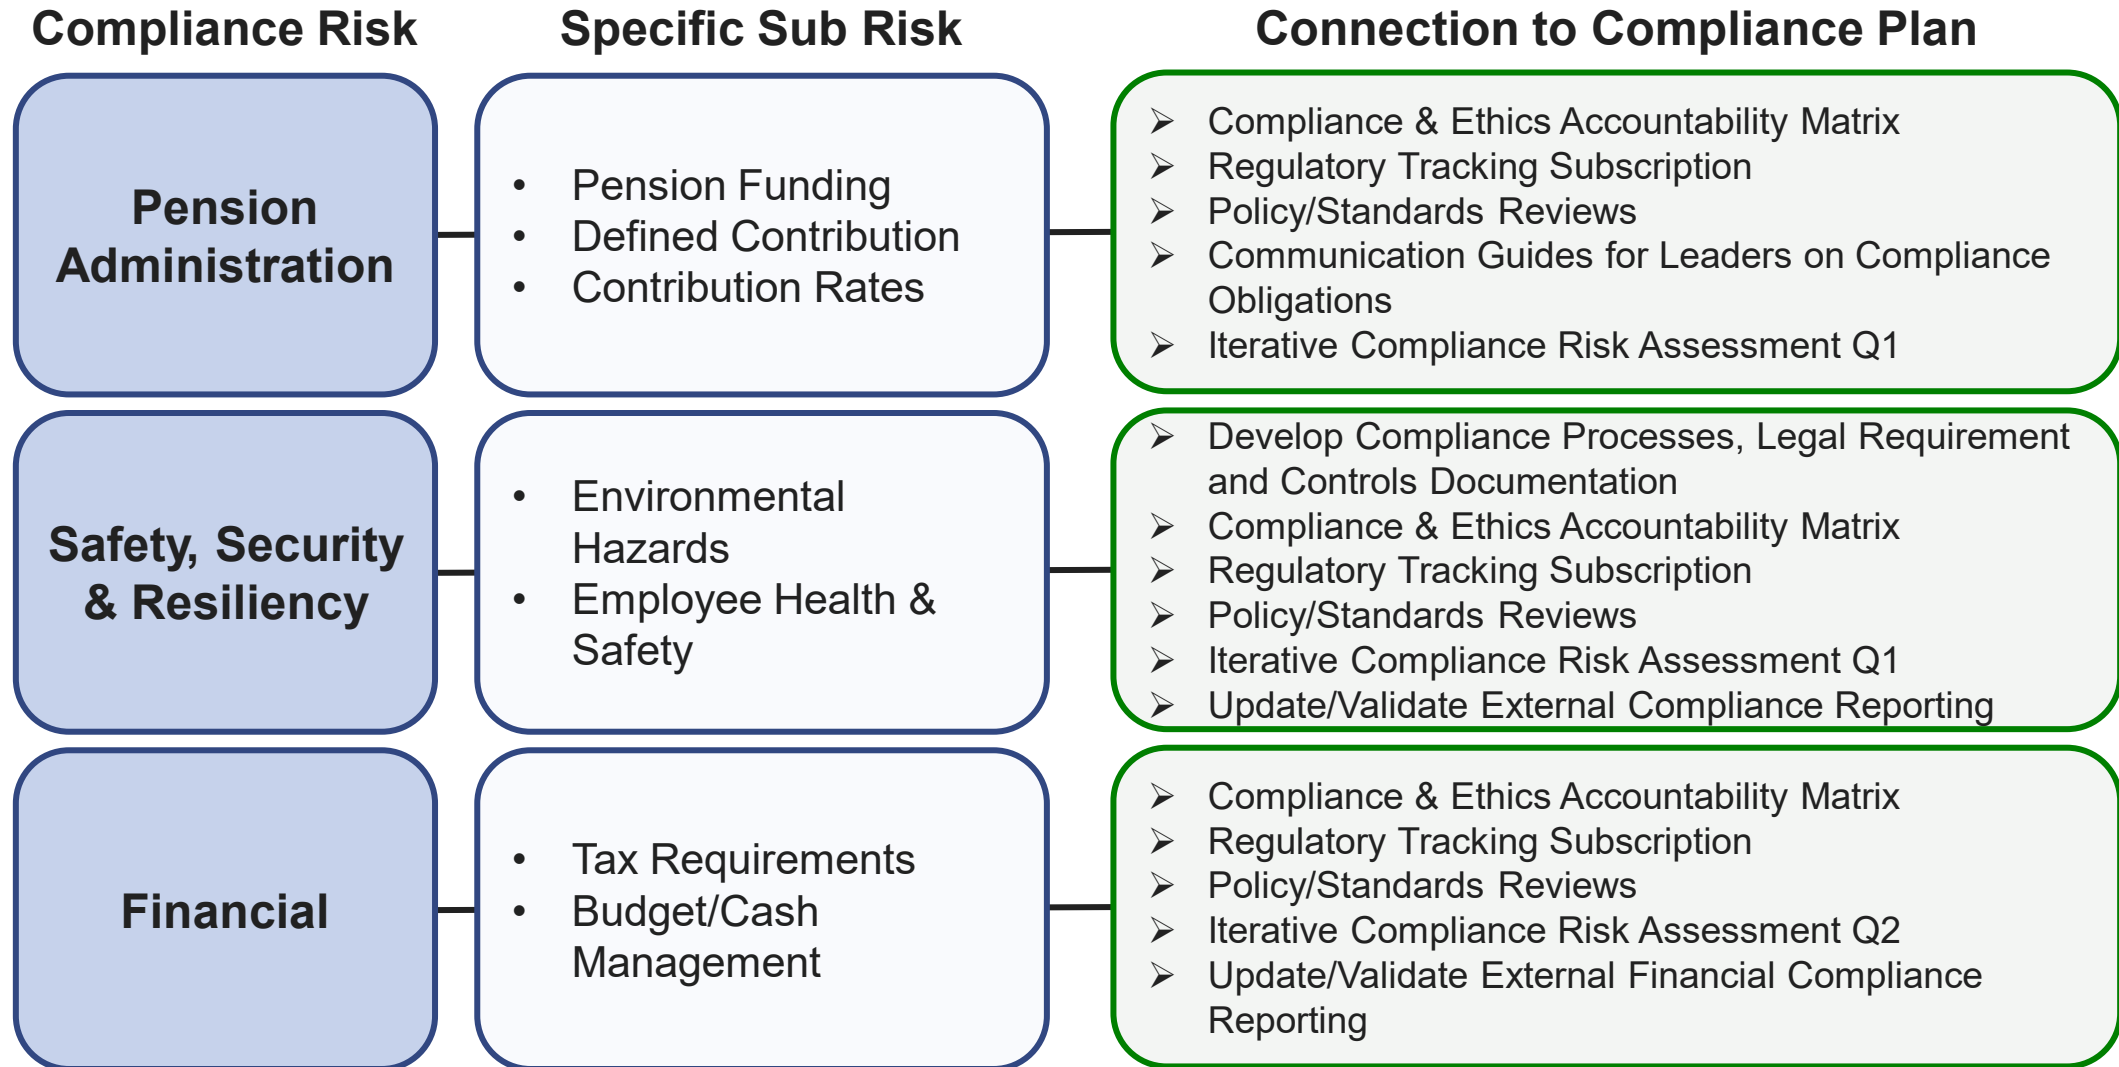 Compliance Risk
Specific Sub Risk
Connection to Compliance Plan
Pension
Administration
• Pension Funding
• Defined Contribution
• Contribution Rates
➢ Compliance & Ethics Accountability Matrix
➢ Regulatory Tracking Subscription
➢ Policy/Standards Reviews
➢ Communication Guides for Leaders on Compliance
Obligations
➢ Iterative Compliance Risk Assessment Q1
Safety, Security
& Resiliency
• Environmental
Hazards
• Employee Health &
Safety
➢ Develop Compliance Processes, Legal Requirement
and Controls Documentation
➢ Compliance & Ethics Accountability Matrix
➢ Regulatory Tracking Subscription
➢ Policy/Standards Reviews
➢ Iterative Compliance Risk Assessment Q1
➢ Update/Validate External Compliance Reporting
Financial
• Tax Requirements
• Budget/Cash
Management
➢ Compliance & Ethics Accountability Matrix
➢ Regulatory Tracking Subscription
➢ Policy/Standards Reviews
➢ Iterative Compliance Risk Assessment Q2
➢ Update/Validate External Financial Compliance
Reporting